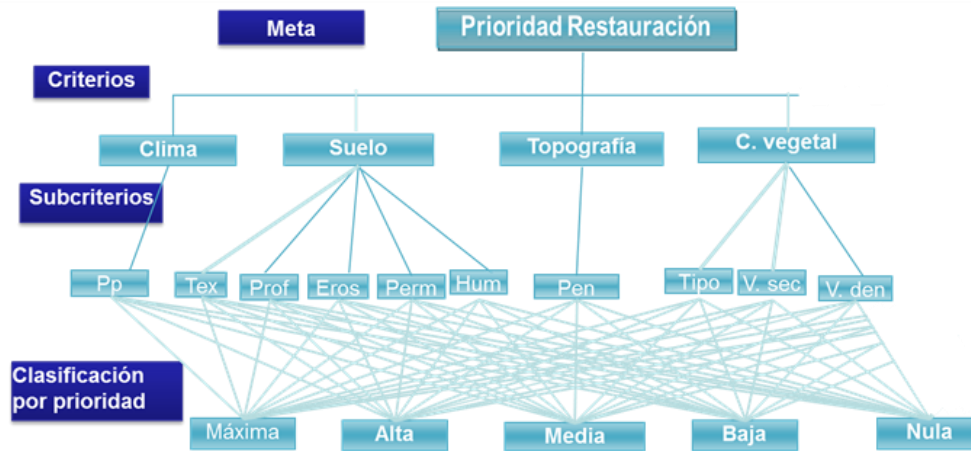 Meta
Prioridad Restauración
Criterios
Clima
Suelo
Topografía
C. vegetal
Subcriterios
Pp
Tex
Prof
Eros
Perm
Hum
Pen
Tipo
V. sec
V. den
Clasificación
por prioridad
Máxima
Alta
Media
Baja
Nula